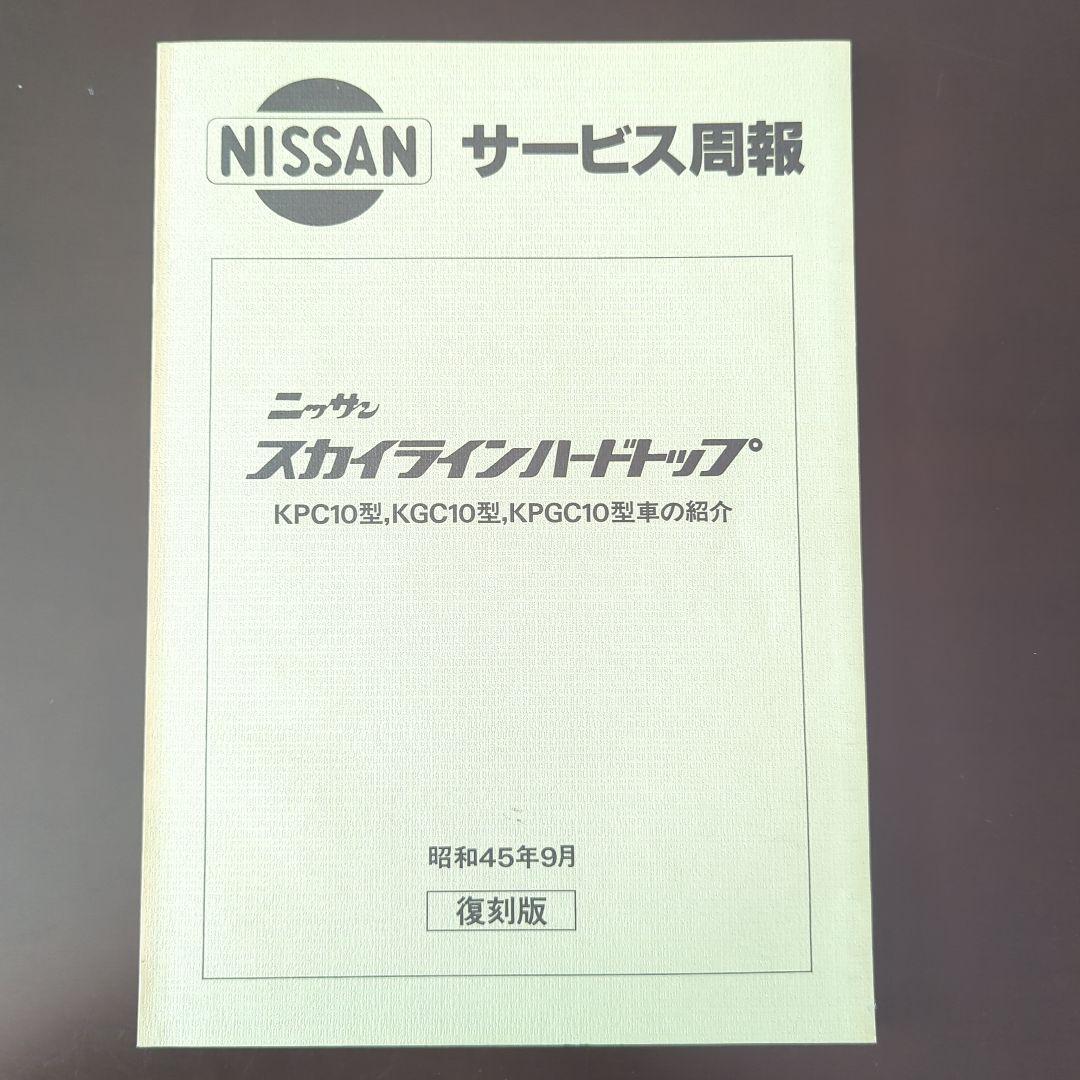 NISSAN サービス周報
ニッサン
スカイラインハードトップ
KPC10型,KGC10型,KPGC10型車の紹介
昭和45年9月
復刻版